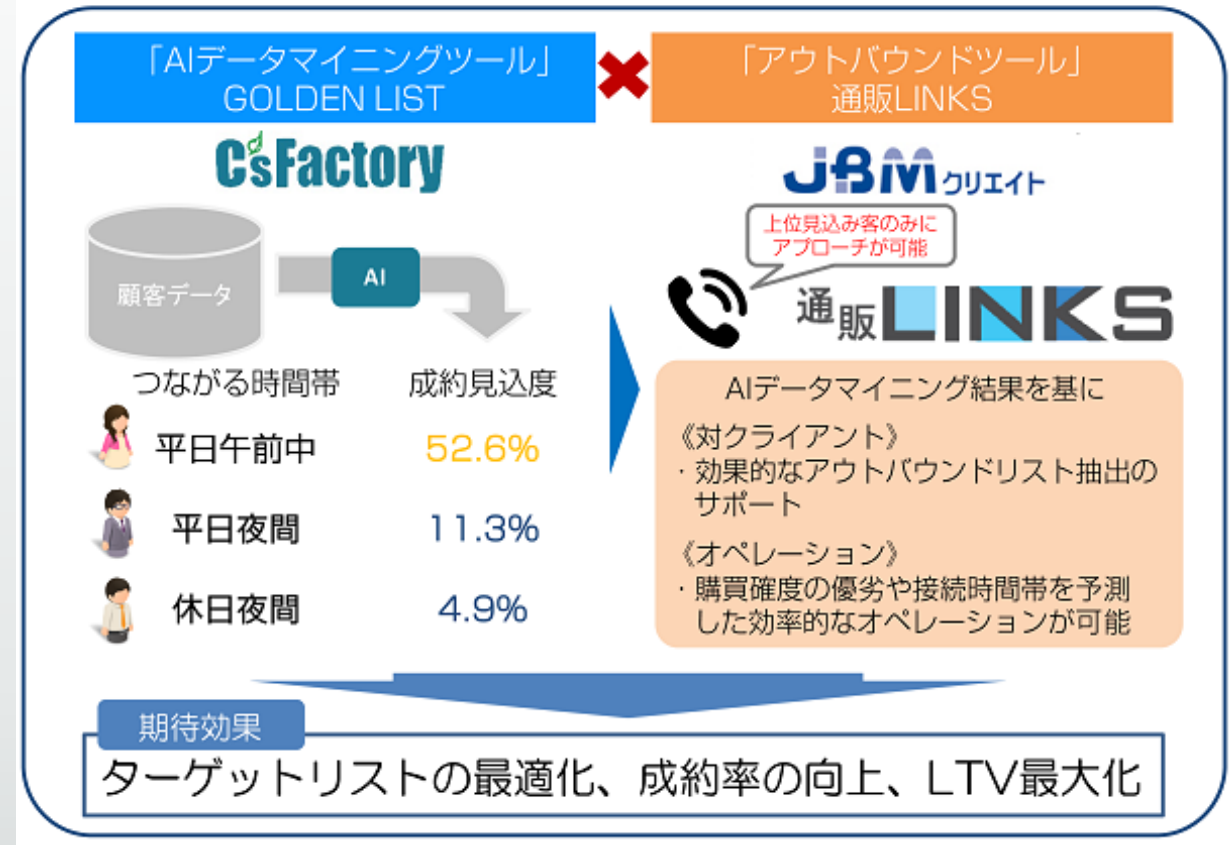 「AIデータマイニングツール」
GOLDEN LIST
「アウトバウンドツール」
通販LINKS
C'sFactory
JBMクリエイト
上位見込み客のみに
アプローチが可能
顧客データ
AI
通販LINKS
つながる時間帯
成約見込度
平日午前中
52.6%
平日夜間
11.3%
休日夜間
4.9%
AIデータマイニング結果を基に
《対クライアント》
・効果的なアウトバウンドリスト抽出の
サポート
《オペレーション》
・購買確度の優劣や接続時間帯を予測
した効率的なオペレーションが可能
期待効果
ターゲットリストの最適化、成約率の向上、LTV最大化